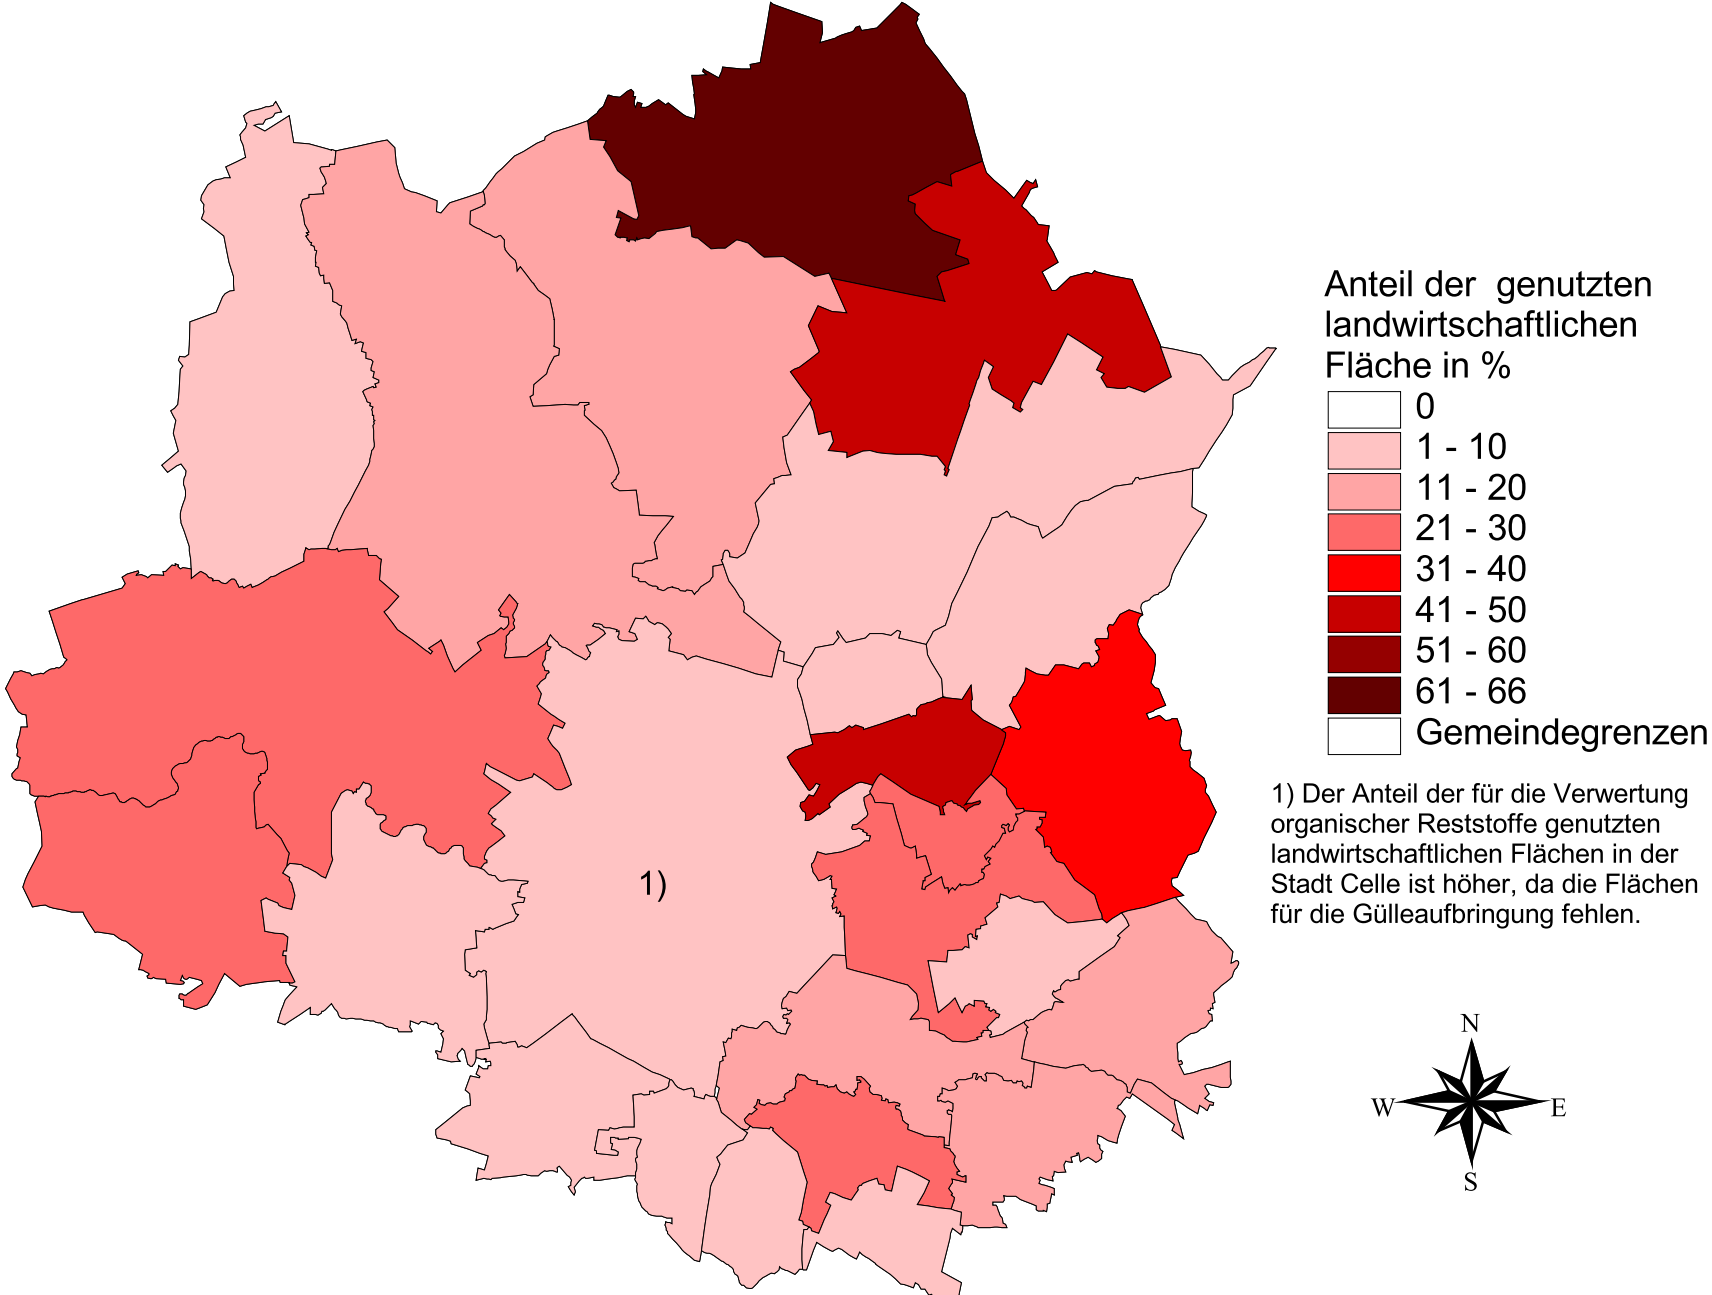 Anteil der genutzten
landwirtschaftlichen
Fläche in %
0
1 - 10
11 - 20
21 - 30
31 - 40
41 - 50
51 - 60
61 - 66
Gemeindegrenzen
1) Der Anteil der für die Verwertung
organischer Reststoffe genutzten
landwirtschaftlichen Flächen in der
Stadt Celle ist höher, da die Flächen
für die Gülleaufbringung fehlen.
1)
N
W E
S